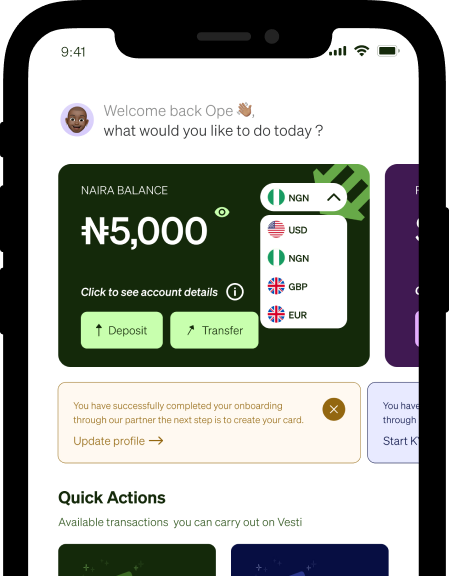 9:41
Welcome back Ope 👋🏽,
what would you like to do today ?
NAIRA BALANCE
₦5,000
NGN
USD
NGN
GBP
EUR
Click to see account details
Deposit
Transfer
You have successfully completed your onboarding
through our partner the next step is to create your card.
Update profile →
You have
through
Start K
Quick Actions
Available transactions you can carry out on Vesti